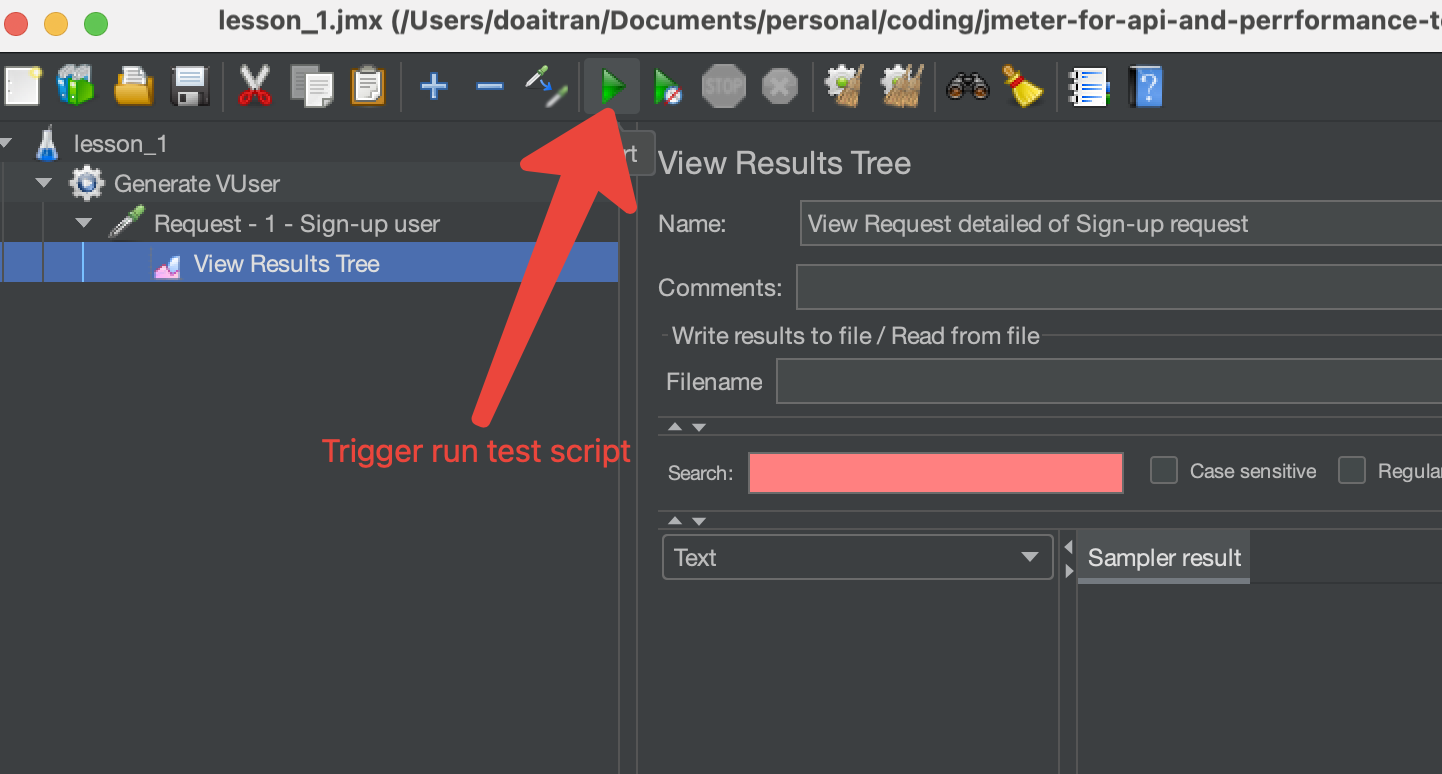 lesson_1.jmx (/Users/doaitran/Documents/personal/coding/jmeter-for-api-and-perrformance-t
STOP
?
lesson_1
rt
View Results Tree
Generate VUser
Name:
View Request detailed of Sign-up request
Request - 1 - Sign-up user
View Results Tree
Comments:
Write results to file / Read from file
Filename
Trigger run test script
Search:
Case sensitive
Regular
Text
Sampler result